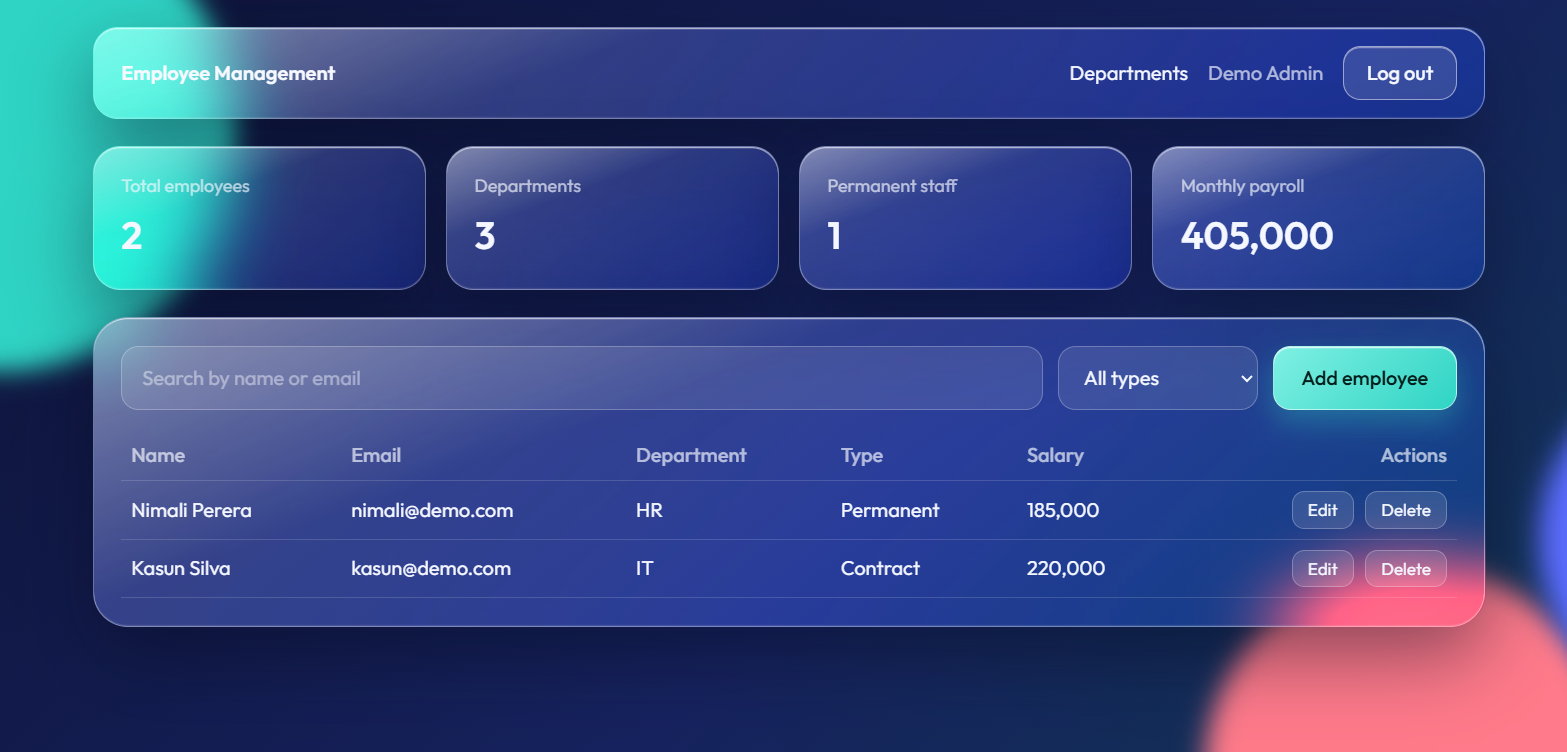 Employee Management
Departments Demo Admin Log out
Total employees Departments Permanent staff Monthly payroll
2 3 1 405,000
Search by name or email All types Add employee
Name Email Department Type Salary Actions
Nimali Perera nimali@demo.com HR Permanent 185,000 Edit Delete
Kasun Silva kasun@demo.com IT Contract 220,000 Edit Delete